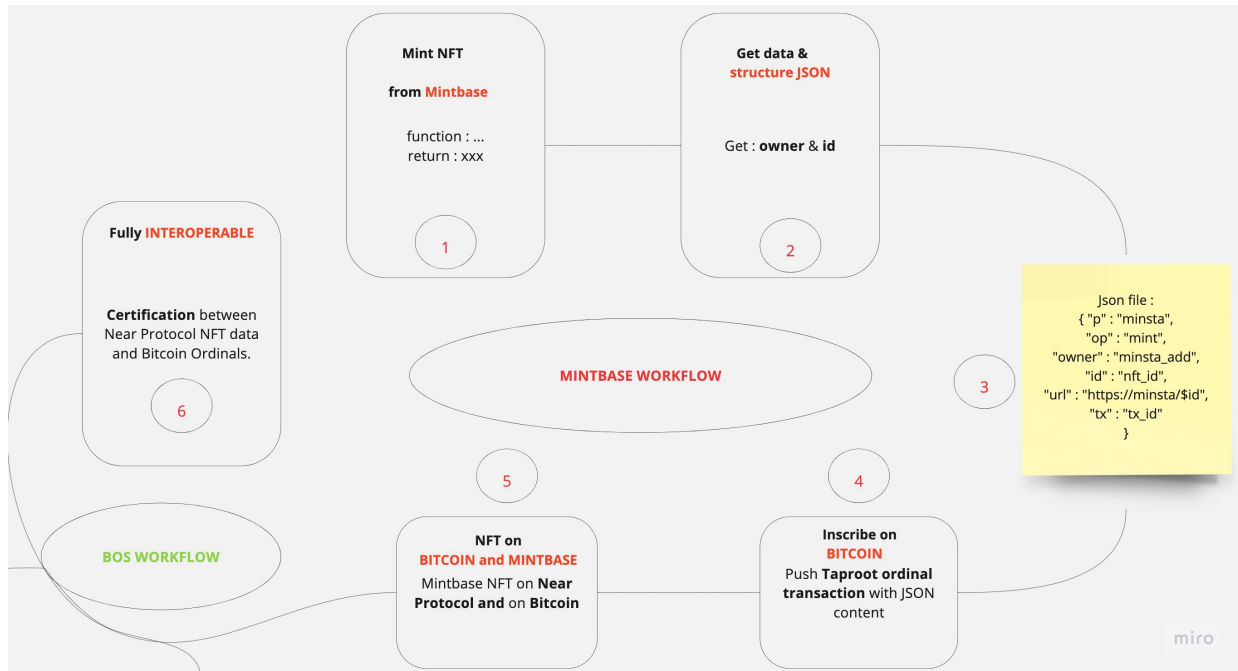 Mint NFT
from Mintbase
function : ...
return : xxx
1
Get data &
structure JSON
Get : owner & id
2
Json file :
{ "p" : "minsta",
"op" : "mint",
"owner" : "minsta_add",
"id" : "nft_id",
"url" : "https://minsta/$id",
"tx" : "tx_id"
}
3
MINTBASE WORKFLOW
4
Inscribe on
BITCOIN
Push Taproot ordinal
transaction with JSON
content
5
NFT on
BITCOIN and MINTBASE
Mintbase NFT on Near
Protocol and on Bitcoin
Fully INTEROPERABLE
Certification between
Near Protocol NFT data
and Bitcoin Ordinals.
6
BOS WORKFLOW
miro